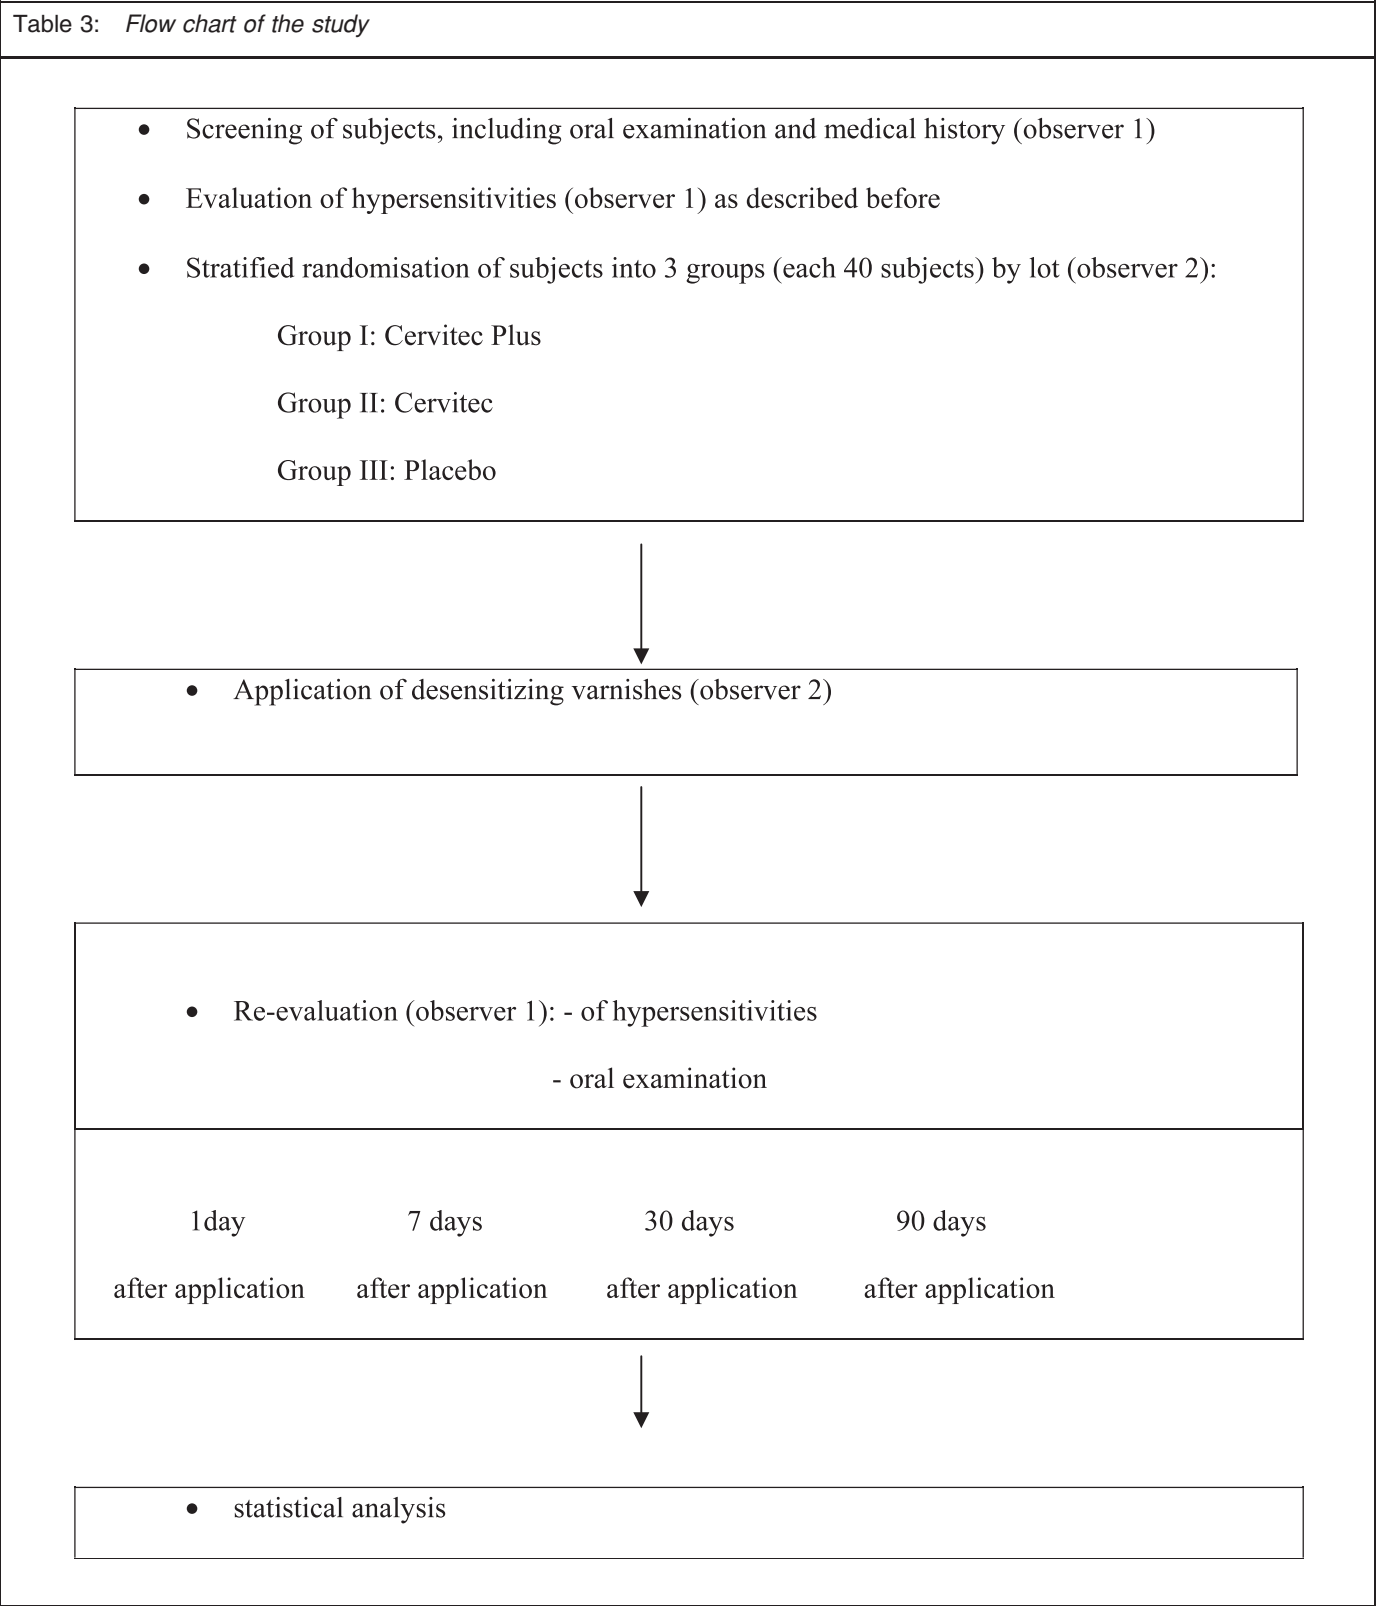 Table 3: Flow chart of the study
• Screening of subjects, including oral examination and medical history (observer 1)
• Evaluation of hypersensitivities (observer 1) as described before
• Stratified randomisation of subjects into 3 groups (each 40 subjects) by lot (observer 2):
Group I: Cervitec Plus
Group II: Cervitec
Group III: Placebo
• Application of desensitizing varnishes (observer 2)
• Re-evaluation (observer 1): - of hypersensitivities
- oral examination
1day 7 days 30 days 90 days
after application after application after application after application
• statistical analysis